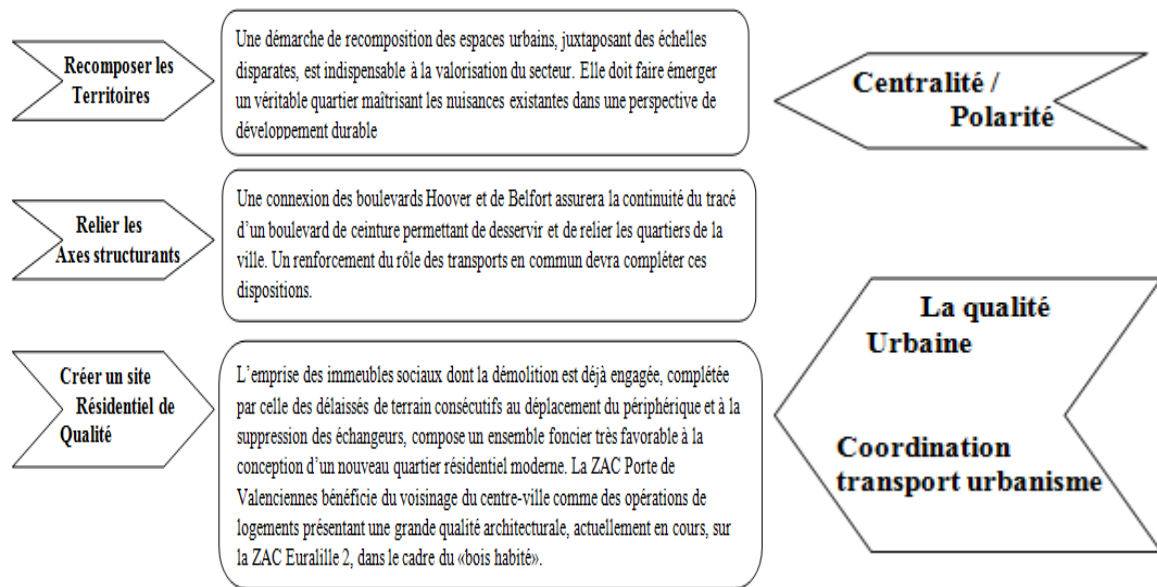 Recomposer les
Territoires
Une démarche de recomposition des espaces urbains, juxtaposant des échelles
disparates, est indispensable à la valorisation du secteur. Elle doit faire émerger
un véritable quartier maîtrisant les nuisances existantes dans une perspective de
développement durable
Centralité /
Polarité
Relier les
Axes structurants
Une connexion des boulevards Hoover et de Belfort assurera la continuité du tracé
d’un boulevard de ceinture permettant de desservir et de relier les quartiers de la
ville. Un renforcement du rôle des transports en commun devra compléter ces
dispositions.
Créer un site
Résidentiel de
Qualité
L’emprise des immeubles sociaux dont la démolition est déjà engagée, complétée
par celle des délaissés de terrain consécutifs au déplacement du périphérique et à la
suppression des échangeurs, compose un ensemble foncier très favorable à la
conception d’un nouveau quartier résidentiel moderne. La ZAC Porte de
Valenciennes bénéficie du voisinage du centre-ville comme des opérations de
logements présentant une grande qualité architecturale, actuellement en cours, sur
la ZAC Euralille 2, dans le cadre du «bois habité».
La qualité
Urbaine
Coordination
transport urbanisme